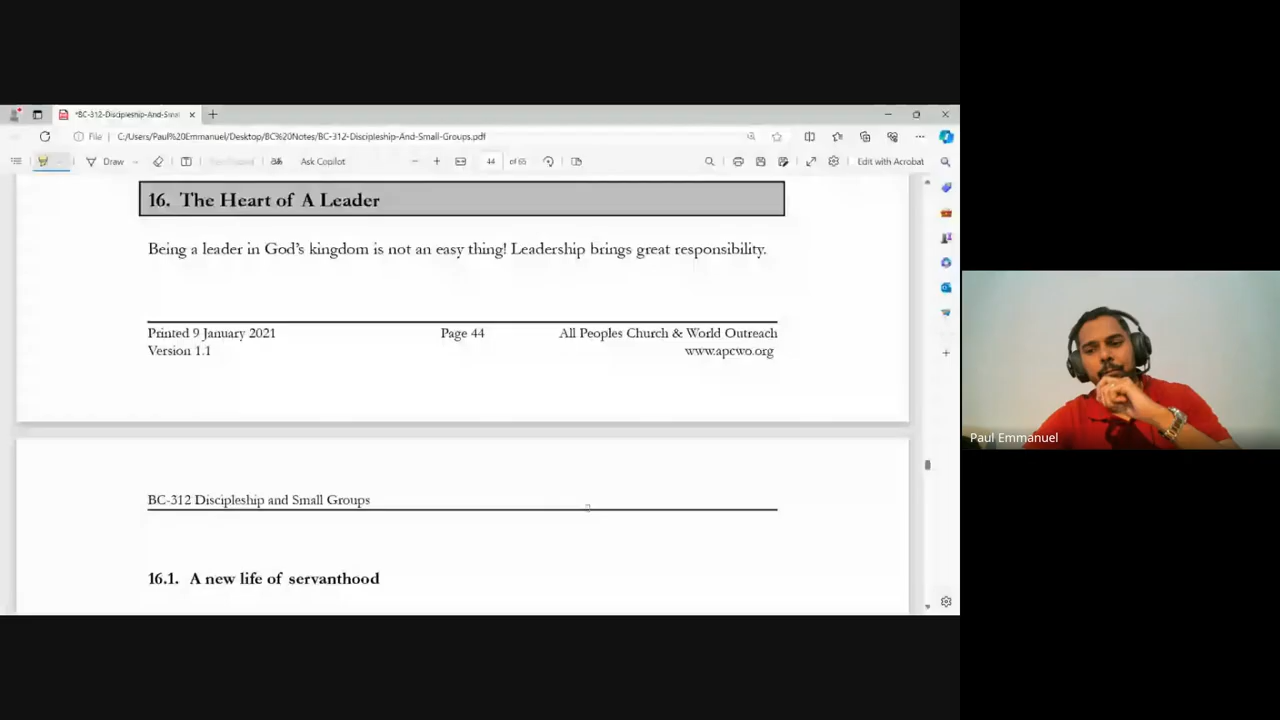 *BC-312-Discipleship-And-Smal
File C:/Users/Paul%20Emmanuel/Desktop/BC%20Notes/BC-312-Discipleship-And-Small-Groups.pdf
Draw Ask Copilot 44 of 65 Edit with Acrobat
16. The Heart of A Leader
Being a leader in God's kingdom is not an easy thing! Leadership brings great responsibility.
Printed 9 January 2021 Page 44 All Peoples Church & World Outreach
Version 1.1 www.apcwo.org
Paul Emmanuel
BC-312 Discipleship and Small Groups
16.1. A new life of servanthood